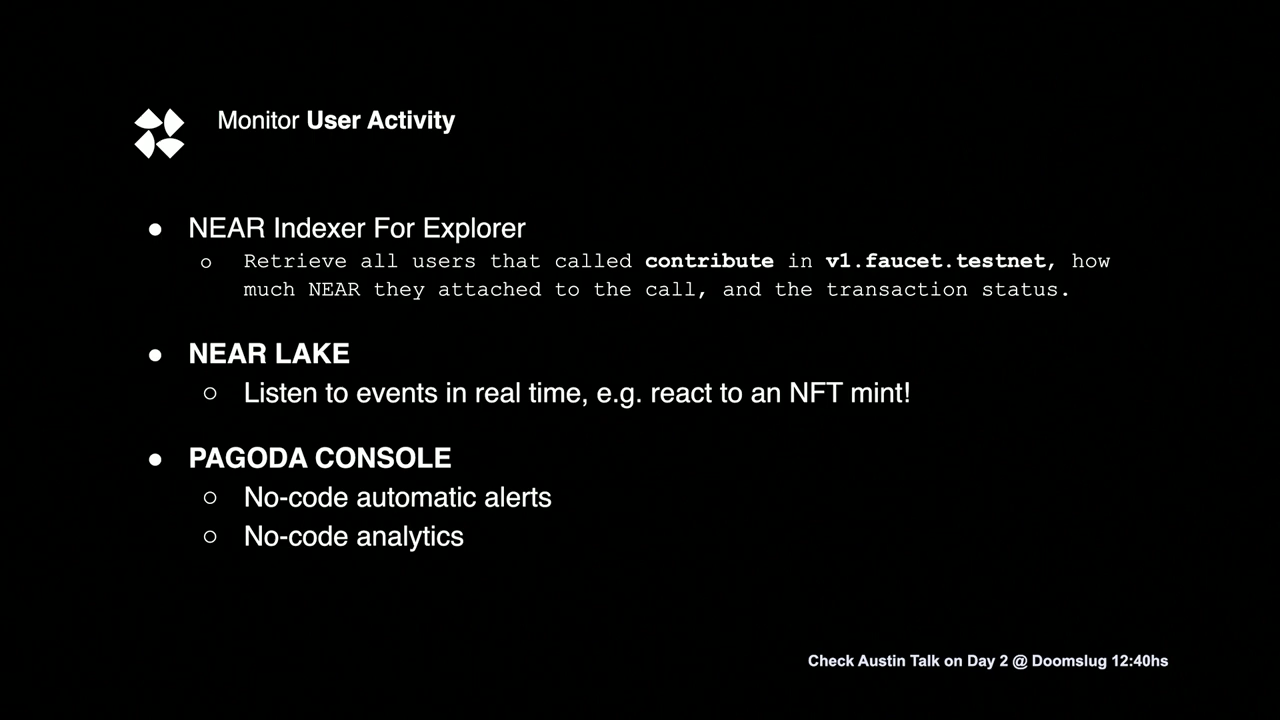 Monitor User Activity
● NEAR Indexer For Explorer
○ Retrieve all users that called contribute in v1.faucet.testnet, how
much NEAR they attached to the call, and the transaction status.
● NEAR LAKE
○ Listen to events in real time, e.g. react to an NFT mint!
● PAGODA CONSOLE
○ No-code automatic alerts
○ No-code analytics
Check Austin Talk on Day 2 @ Doomslug 12:40hs